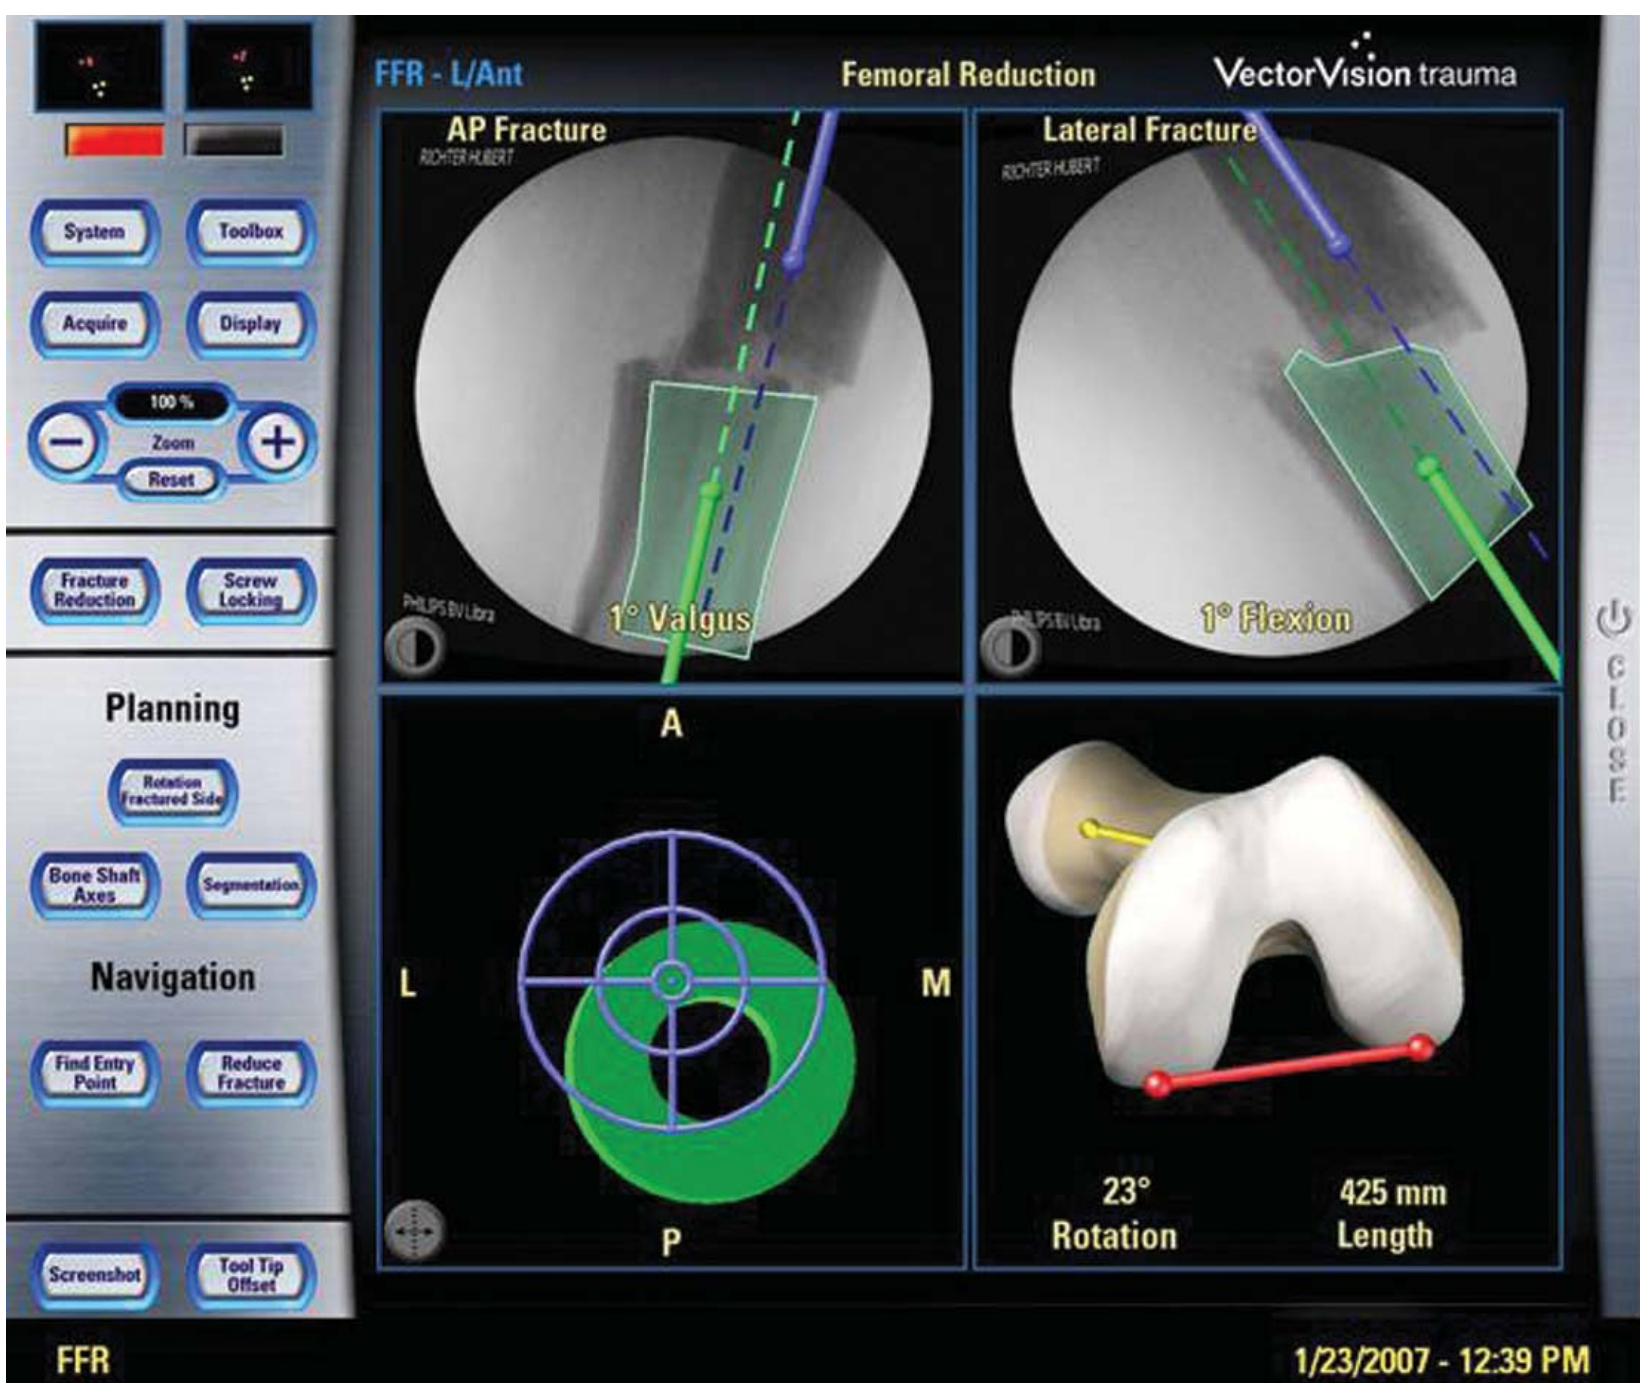 FFR - L/Ant
Femoral Reduction
VectorVision trauma
AP Fracture
RICHTER HUBERT
Lateral Fracture
RICHTER HUBERT
System
Toolbox
Acquire
Display
100 %
Zoom
Reset
Fracture
Reduction
Screw
Locking
PHILIPS BV Libra
1° Valgus
PHILIPS BV Libra
1° Flexion
CLOSE
Planning
Rotation
Fractured Side
Bone Shaft
Axes
Segmentation
Navigation
Find Entry
Point
Reduce
Fracture
Screenshot
Tool Tip
Offset
A
L
M
P
23°
Rotation
425 mm
Length
FFR
1/23/2007 - 12:39 PM